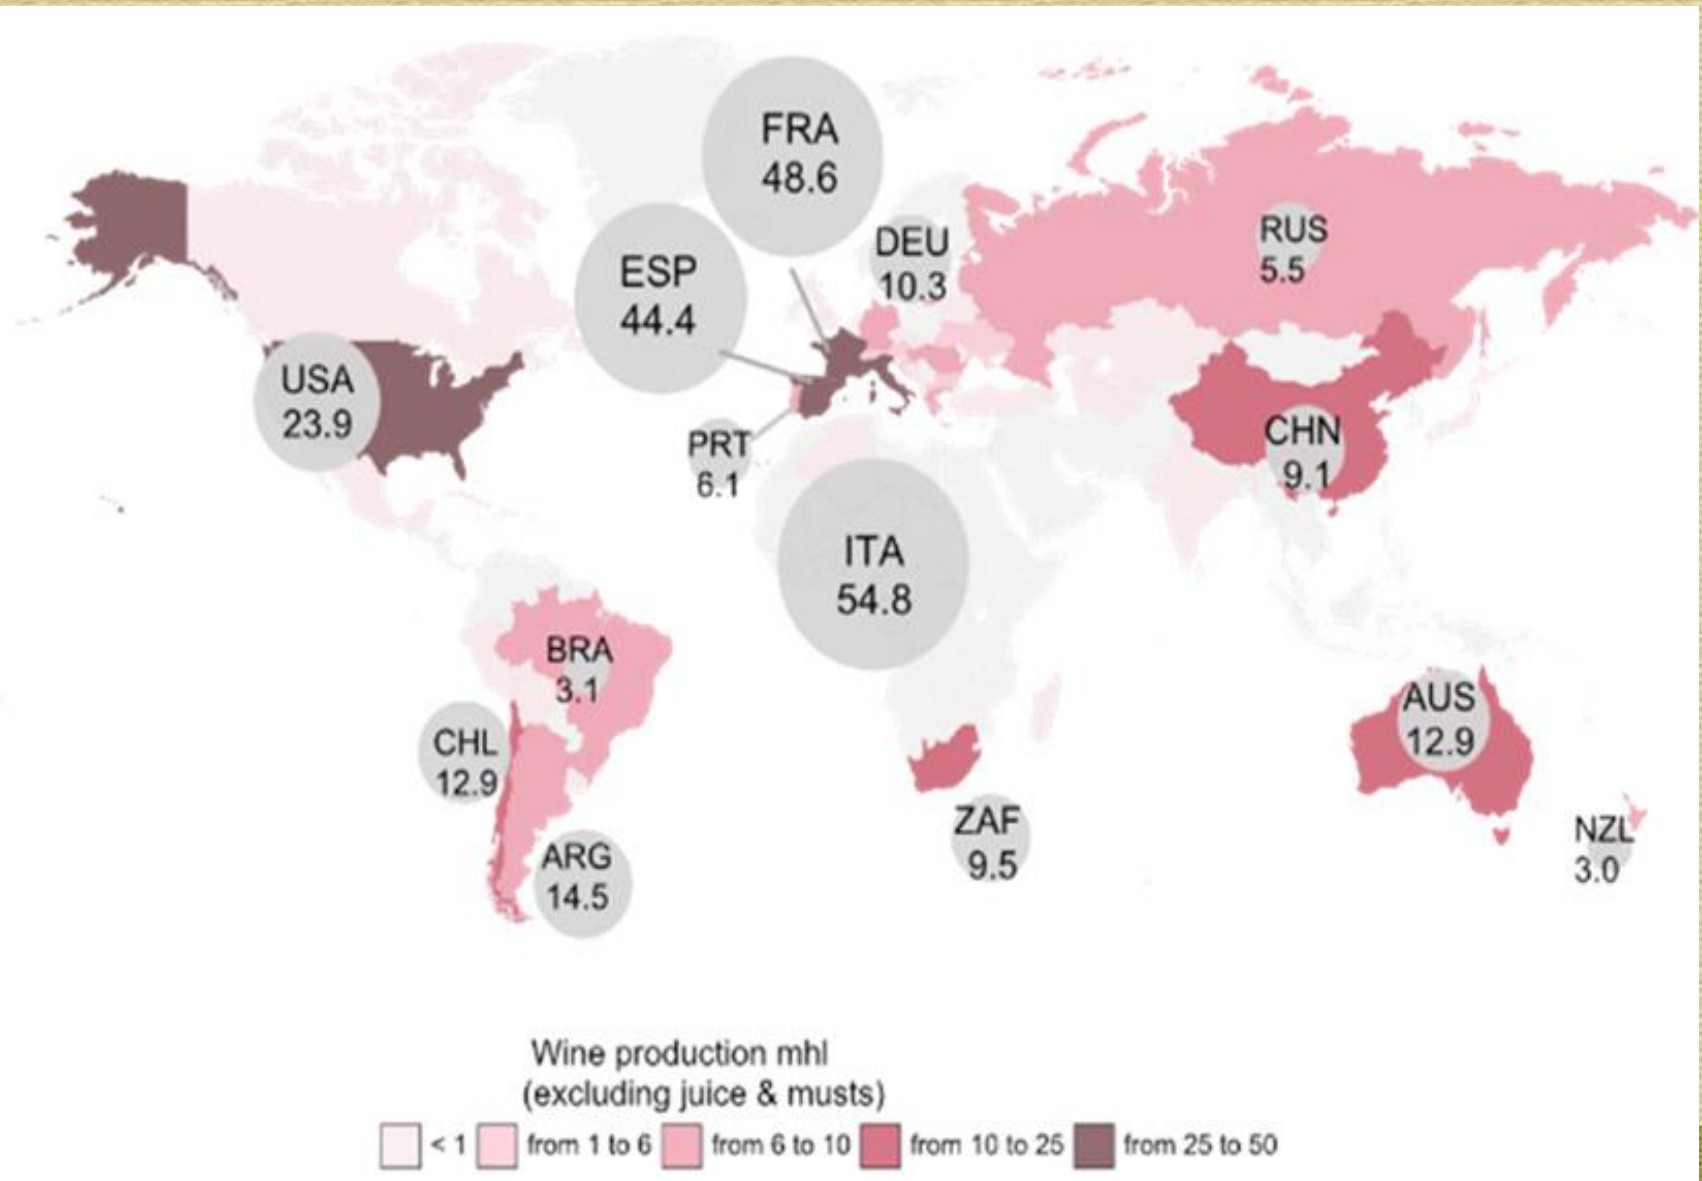 FRA
48.6
DEU
10.3
RUS
5.5
ESP
44.4
USA
23.9
PRT
6.1
CHN
9.1
ITA
54.8
BRA
3.1
AUS
12.9
CHL
12.9
ZAF
9.5
NZL
3.0
ARG
14.5
Wine production mhl
(excluding juice & musts)
< 1 from 1 to 6 from 6 to 10 from 10 to 25 from 25 to 50